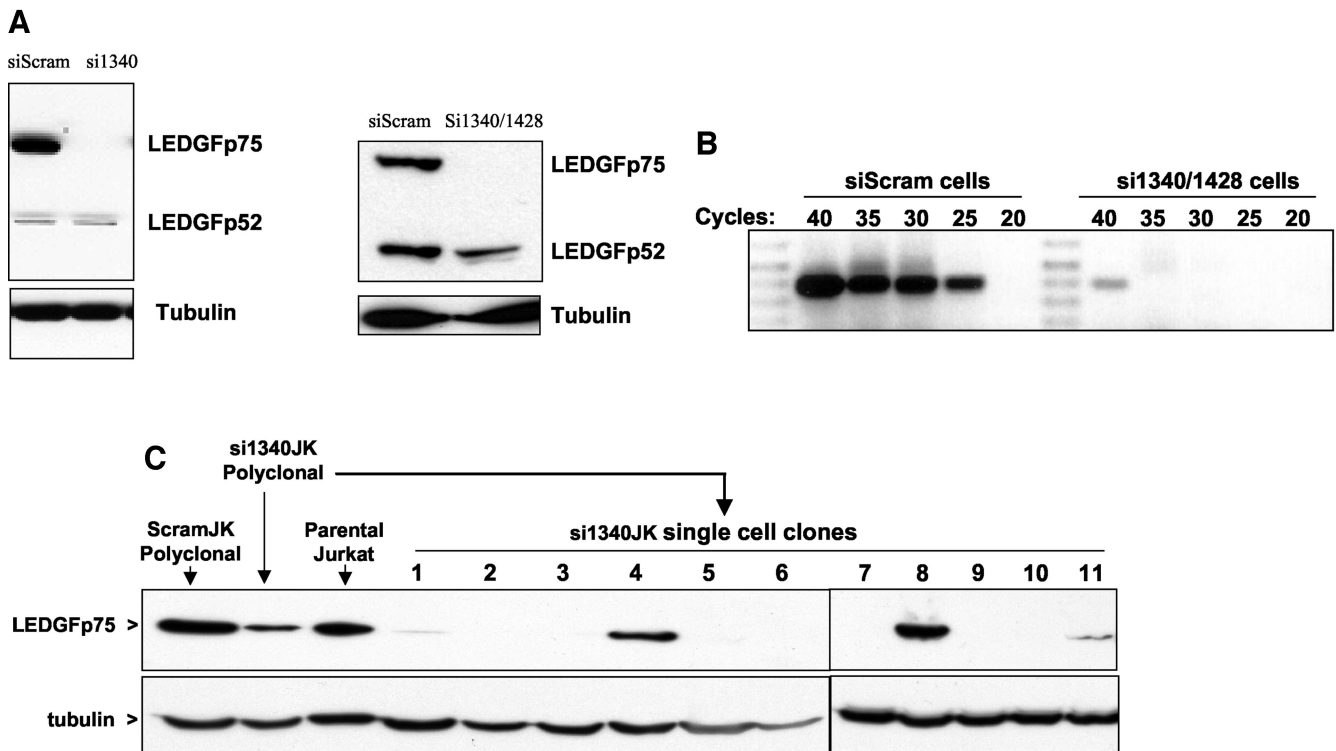 A
siScram si1340
LEDGFp75
LEDGFp52
Tubulin
siScram Si1340/1428
LEDGFp75
LEDGFp52
Tubulin
B
siScram cells si1340/1428 cells
Cycles: 40 35 30 25 20 40 35 30 25 20
C
si1340JK
Polyclonal
ScramJK
Polyclonal
Parental
Jurkat
si1340JK single cell clones
1 2 3 4 5 6 7 8 9 10 11
LEDGFp75 >
tubulin >